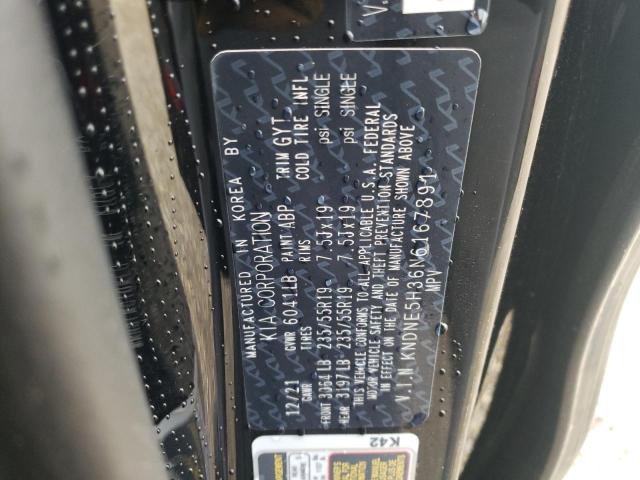 MANUFACTURED IN KOREA BY
KIA CORPORATION
12/21 GVWR 6041LB PAINT ABP TRIM GYT
GAWR TIRES RIMS COLD TIRE INFL
FRONT 3064LB 235/55R19 7.5Jx19 psi SINGLE
REAR 3197LB 235/55R19 7.5Jx19 psi SINGLE
THIS VEHICLE CONFORMS TO ALL APPLICABLE U.S.A. FEDERAL
MOTOR VEHICLE SAFETY AND THEFT PREVENTION STANDARDS
IN EFFECT ON THE DATE OF MANUFACTURE SHOWN ABOVE
V.I.N KNDNE5H36N6167891
MPV
K42